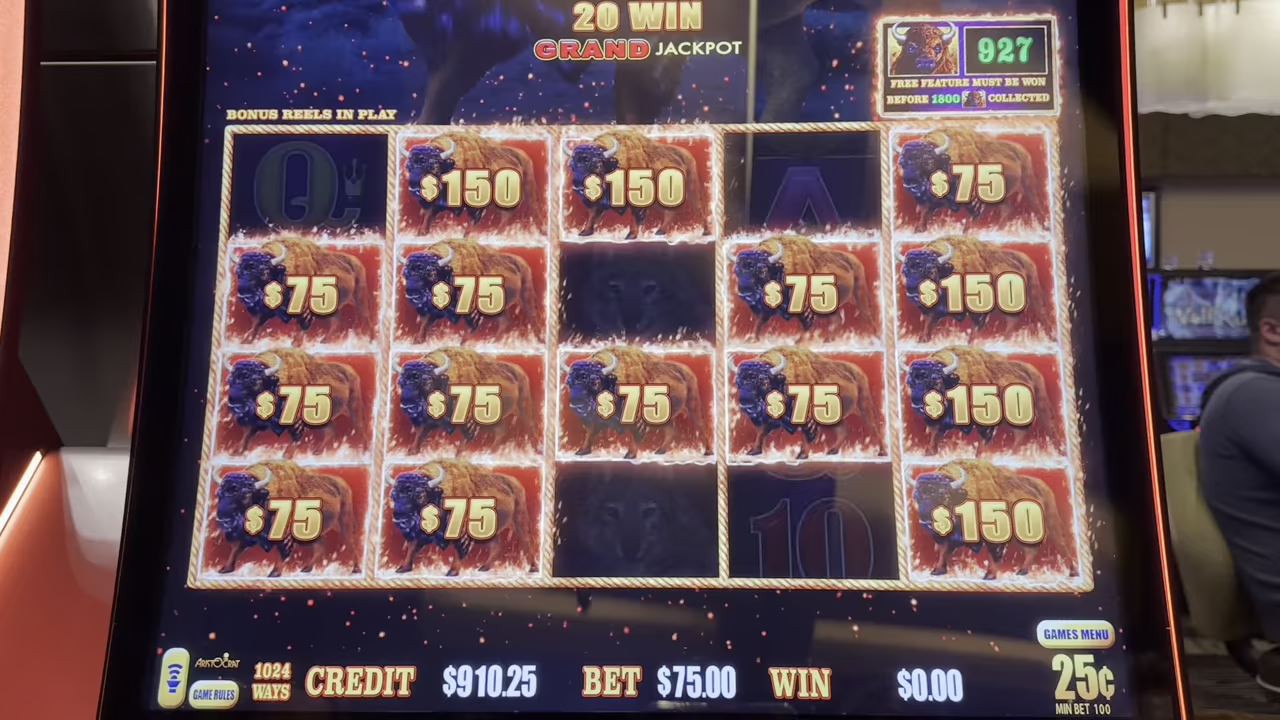 20 WIN
GRAND JACKPOT
927
FREE FEATURE MUST BE WON
BEFORE 1800 COLLECTED
BONUS REELS IN PLAY
Q A
$150 $150 $75
$75 $75 $75 $150
$75 $75 $75 $75 $150
$75 $75 10 $150
GAMES MENU
ARISTOCRAT
GAME RULES
1024
WAYS
CREDIT $910.25 BET $75.00 WIN $0.00
25¢
MIN BET 100